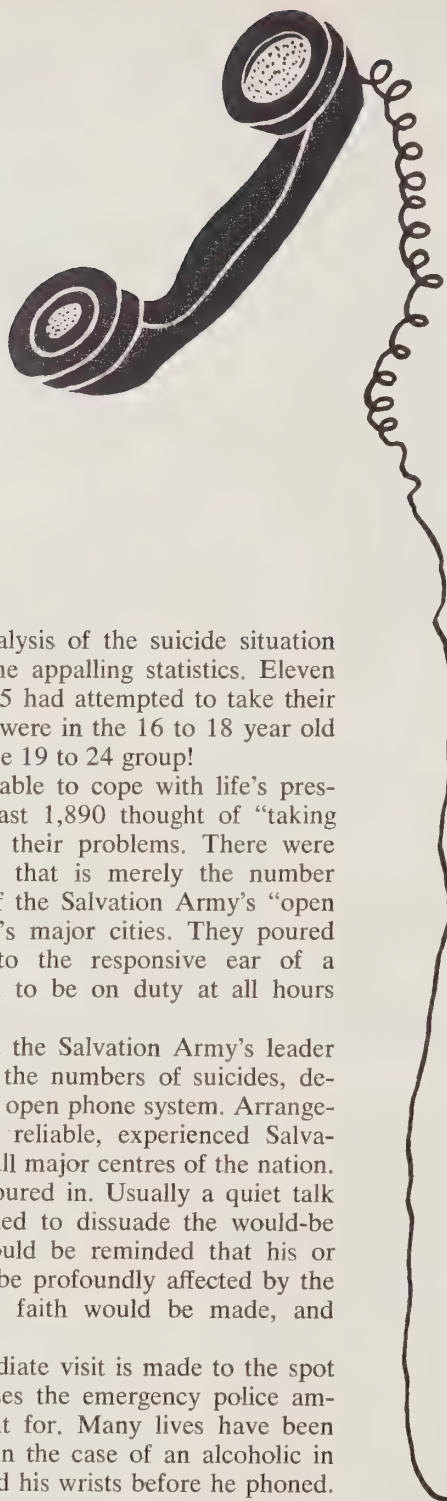 alysis of the suicide situation
ne appalling statistics. Eleven
5 had attempted to take their
were in the 16 to 18 year old
e 19 to 24 group!
able to cope with life's pres-
ast 1,890 thought of “taking
their problems. There were
that is merely the number
f the Salvation Army's “open
's major cities. They poured
to the responsive ear of a
to be on duty at all hours
the Salvation Army's leader
the numbers of suicides, de-
open phone system. Arrange-
reliable, experienced Salva-
all major centres of the nation.
oured in. Usually a quiet talk
ed to dissuade the would-be
ould be reminded that his or
be profoundly affected by the
faith would be made, and
diate visit is made to the spot
ses the emergency police am-
t for. Many lives have been
n the case of an alcoholic in
d his wrists before he phoned.